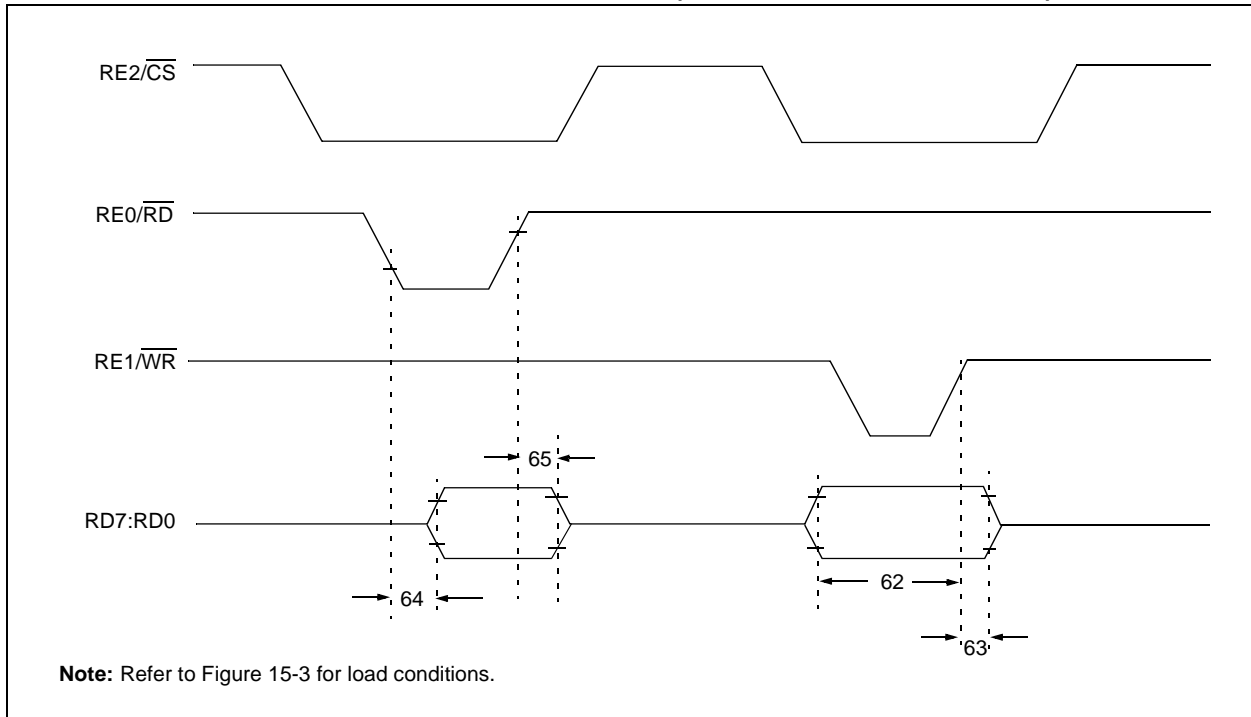 RE2/CS
RE0/RD
RE1/WR
65
RD7:RD0
62
64
63
Note: Refer to Figure 15-3 for load conditions.